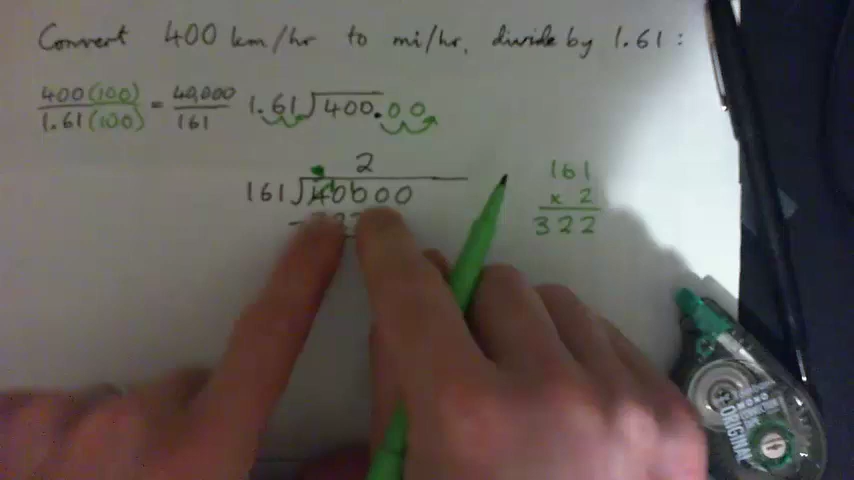 Convert 400 km/hr to mi/hr, divide by 1.61 :
400(100) / 1.61(100) = 40,000 / 161   1.61 ) 400.00
2
161 ) 40000
161
x 2
322
ORIGINAL